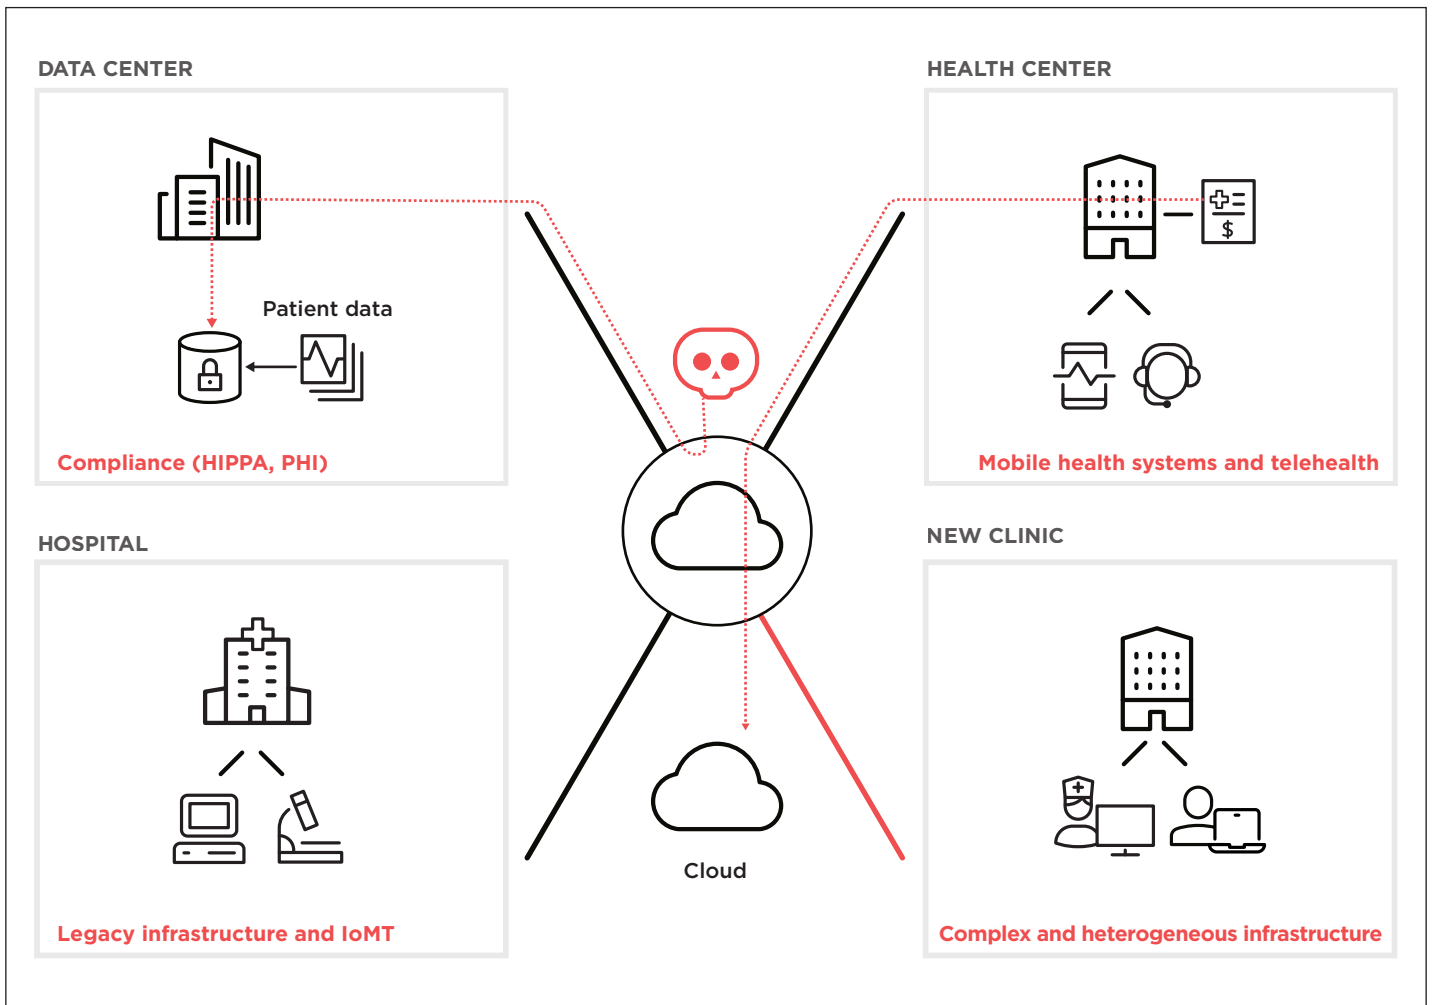 DATA CENTER
Patient data
Compliance (HIPPA, PHI)
HEALTH CENTER
$
Mobile health systems and telehealth
HOSPITAL
Legacy infrastructure and IoMT
Cloud
NEW CLINIC
Complex and heterogeneous infrastructure